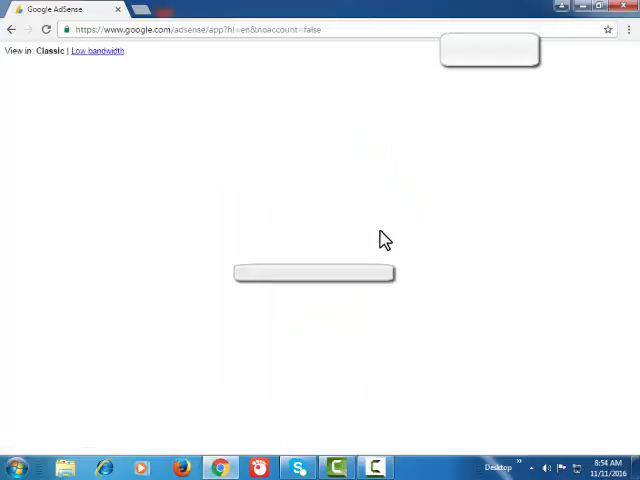 Google AdSense
https://www.google.com/adsense/app?hl=en&noaccount=false
View in: Classic | Low bandwidth
Desktop
8:54 AM
11/11/2016